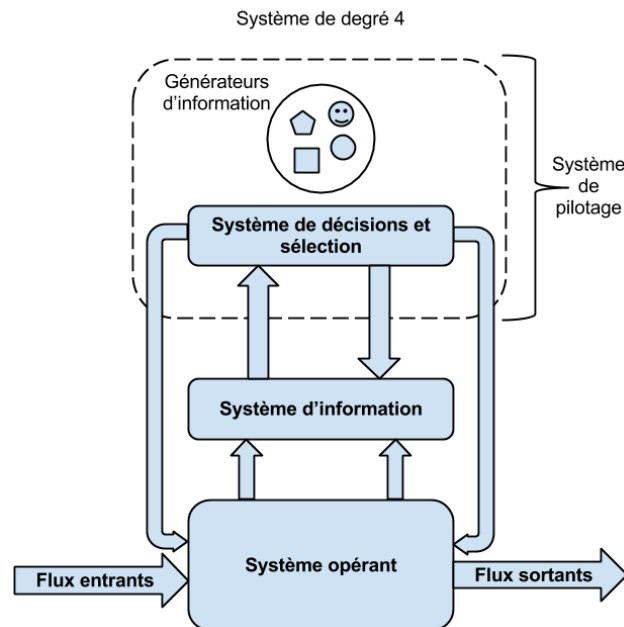 Système de degré 4
Générateurs
d’information
Système
de
pilotage
Système de décisions et
sélection
Système d’information
Système opérant
Flux entrants
Flux sortants